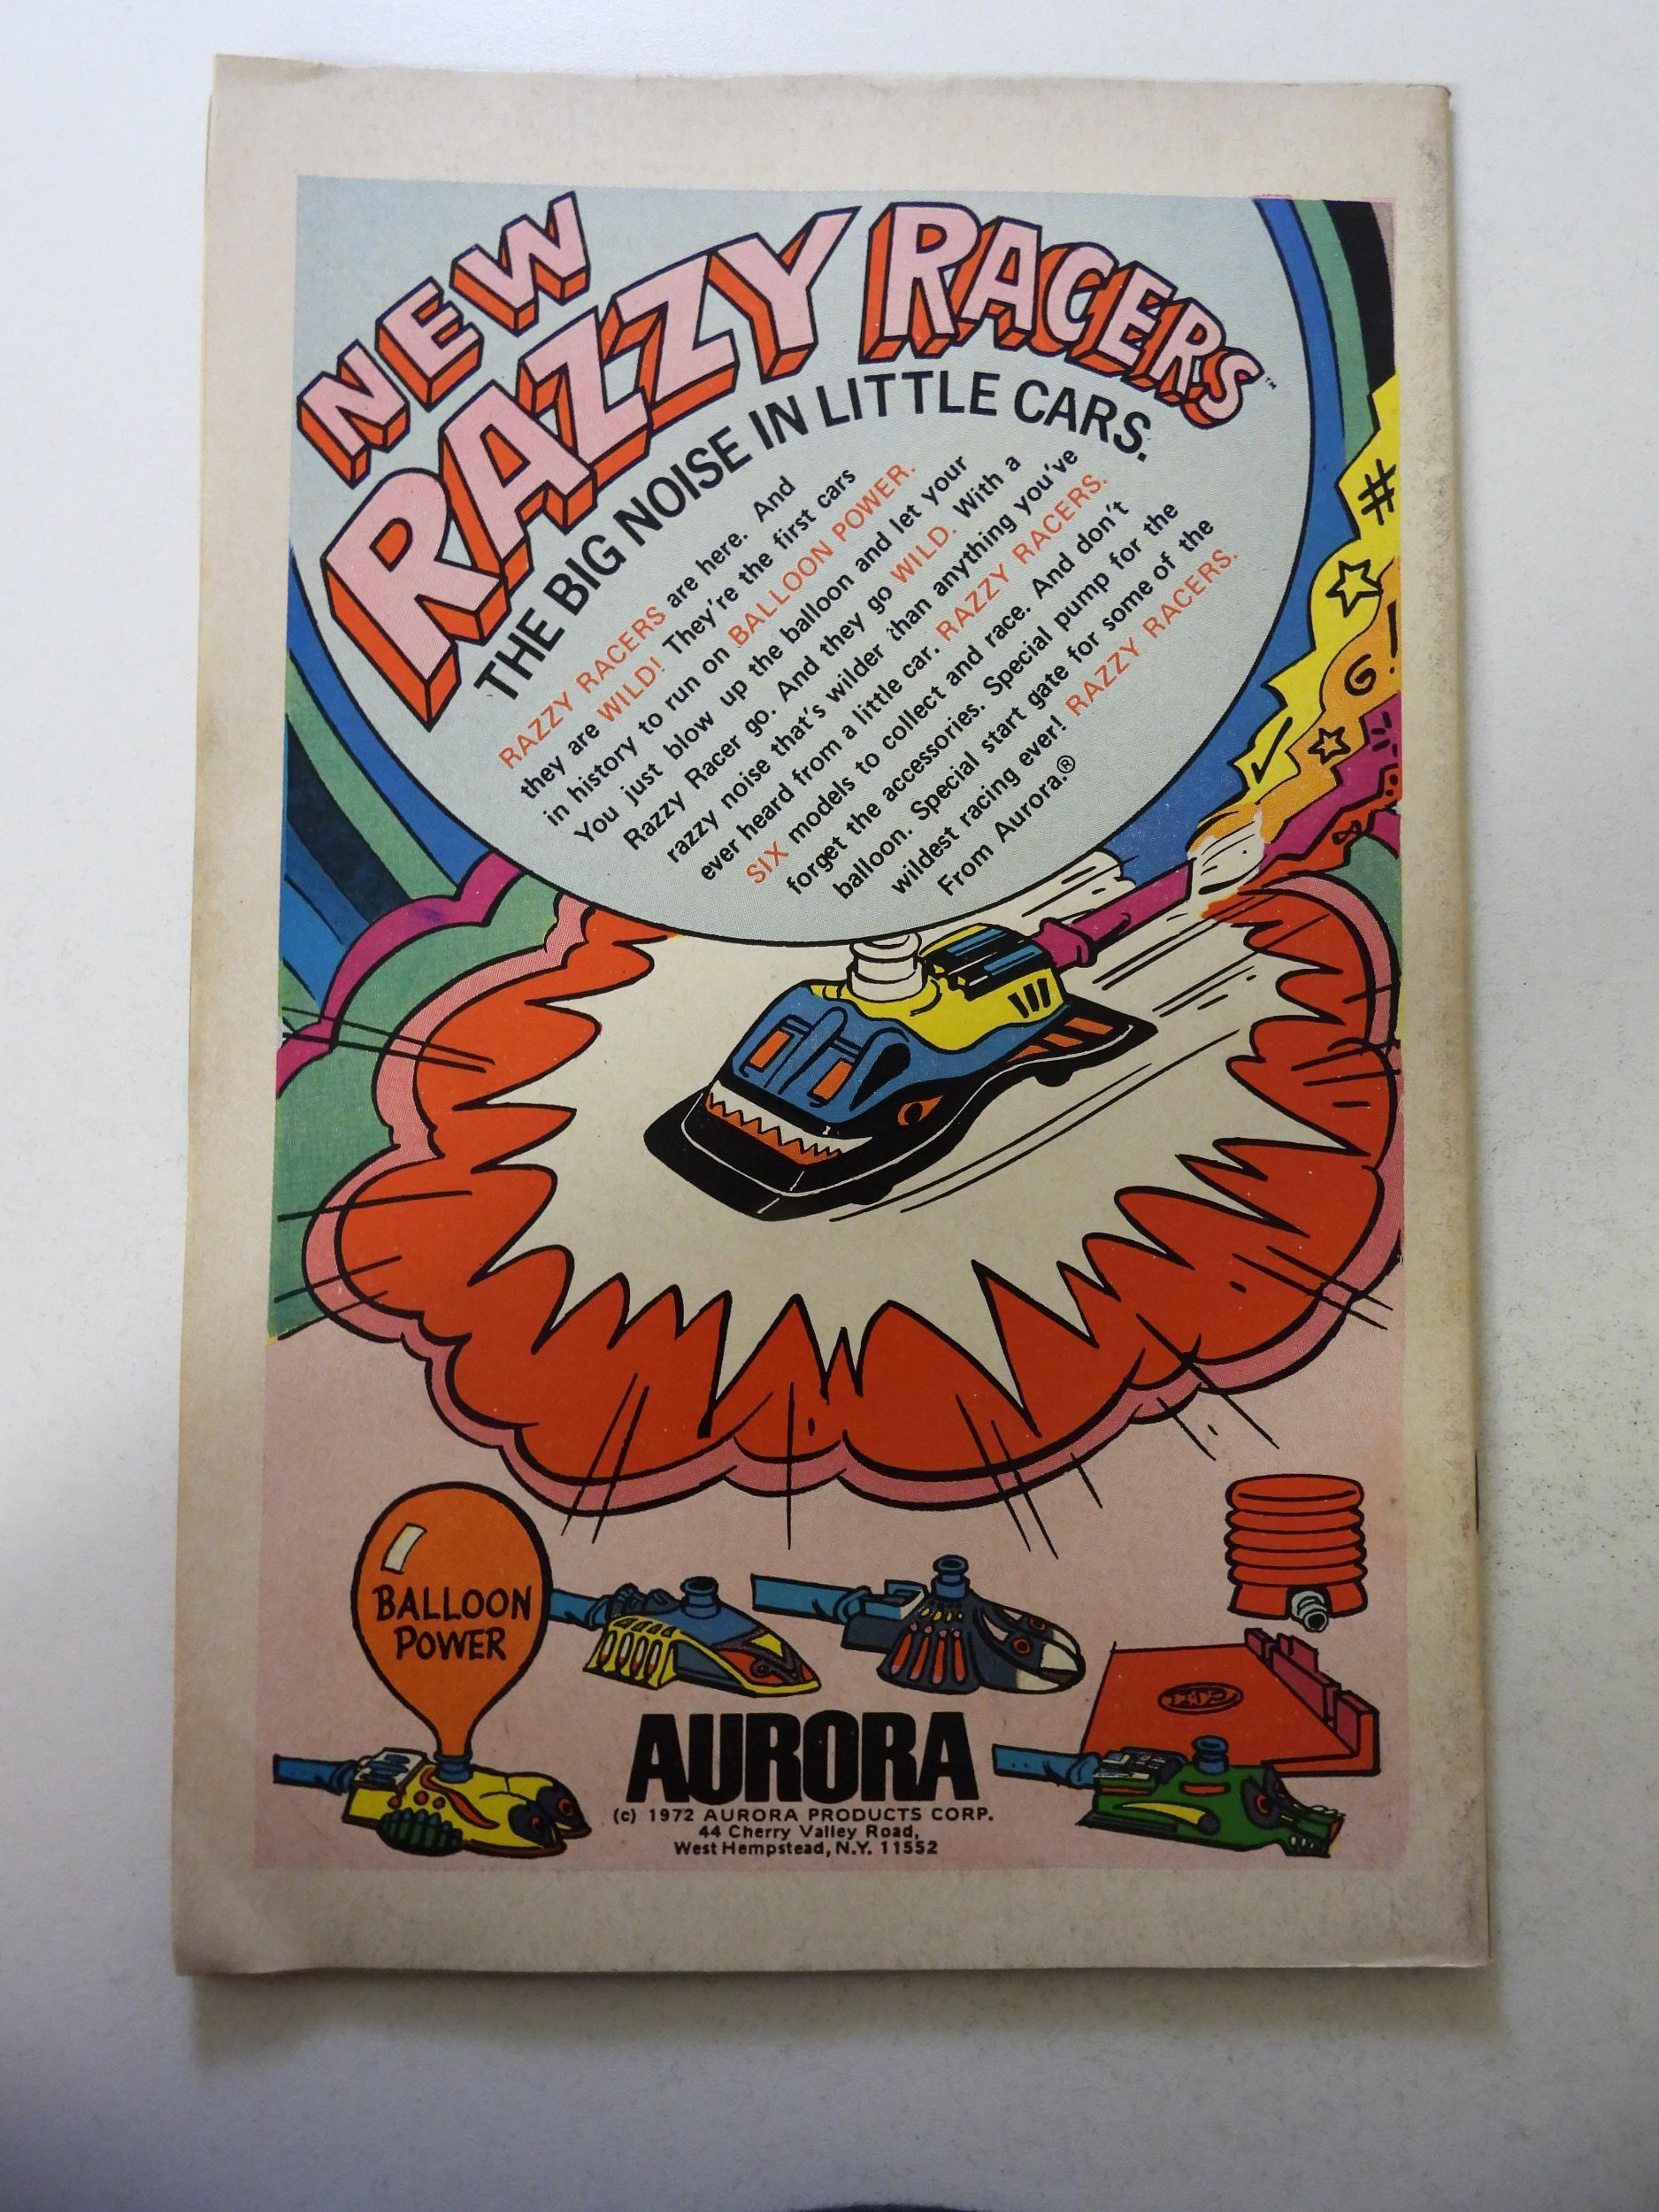 NEW
RAZZY RACERS™
THE BIG NOISE IN LITTLE CARS.
RAZZY RACERS are here. And
they are WILD! They're the first cars
in history to run on BALLOON POWER.
You just blow up the balloon and let your
Razzy Racer go. And they go WILD. With a
razzy noise that's wilder than anything you've
ever heard from a little car. RAZZY RACERS.
SIX models to collect and race. And don't
forget the accessories. Special pump for the
balloon. Special start gate for some of the
wildest racing ever! RAZZY RACERS.
From Aurora.®
#
G!
BALLOON
POWER
AURORA
(c) 1972 AURORA PRODUCTS CORP.
44 Cherry Valley Road,
West Hempstead, N.Y. 11552